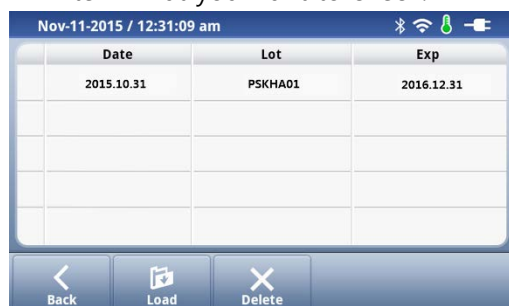 Nov-11-2015 / 12:31:09 am
Date Lot Exp
2015.10.31 PSKHA01 2016.12.31
Back Load Delete